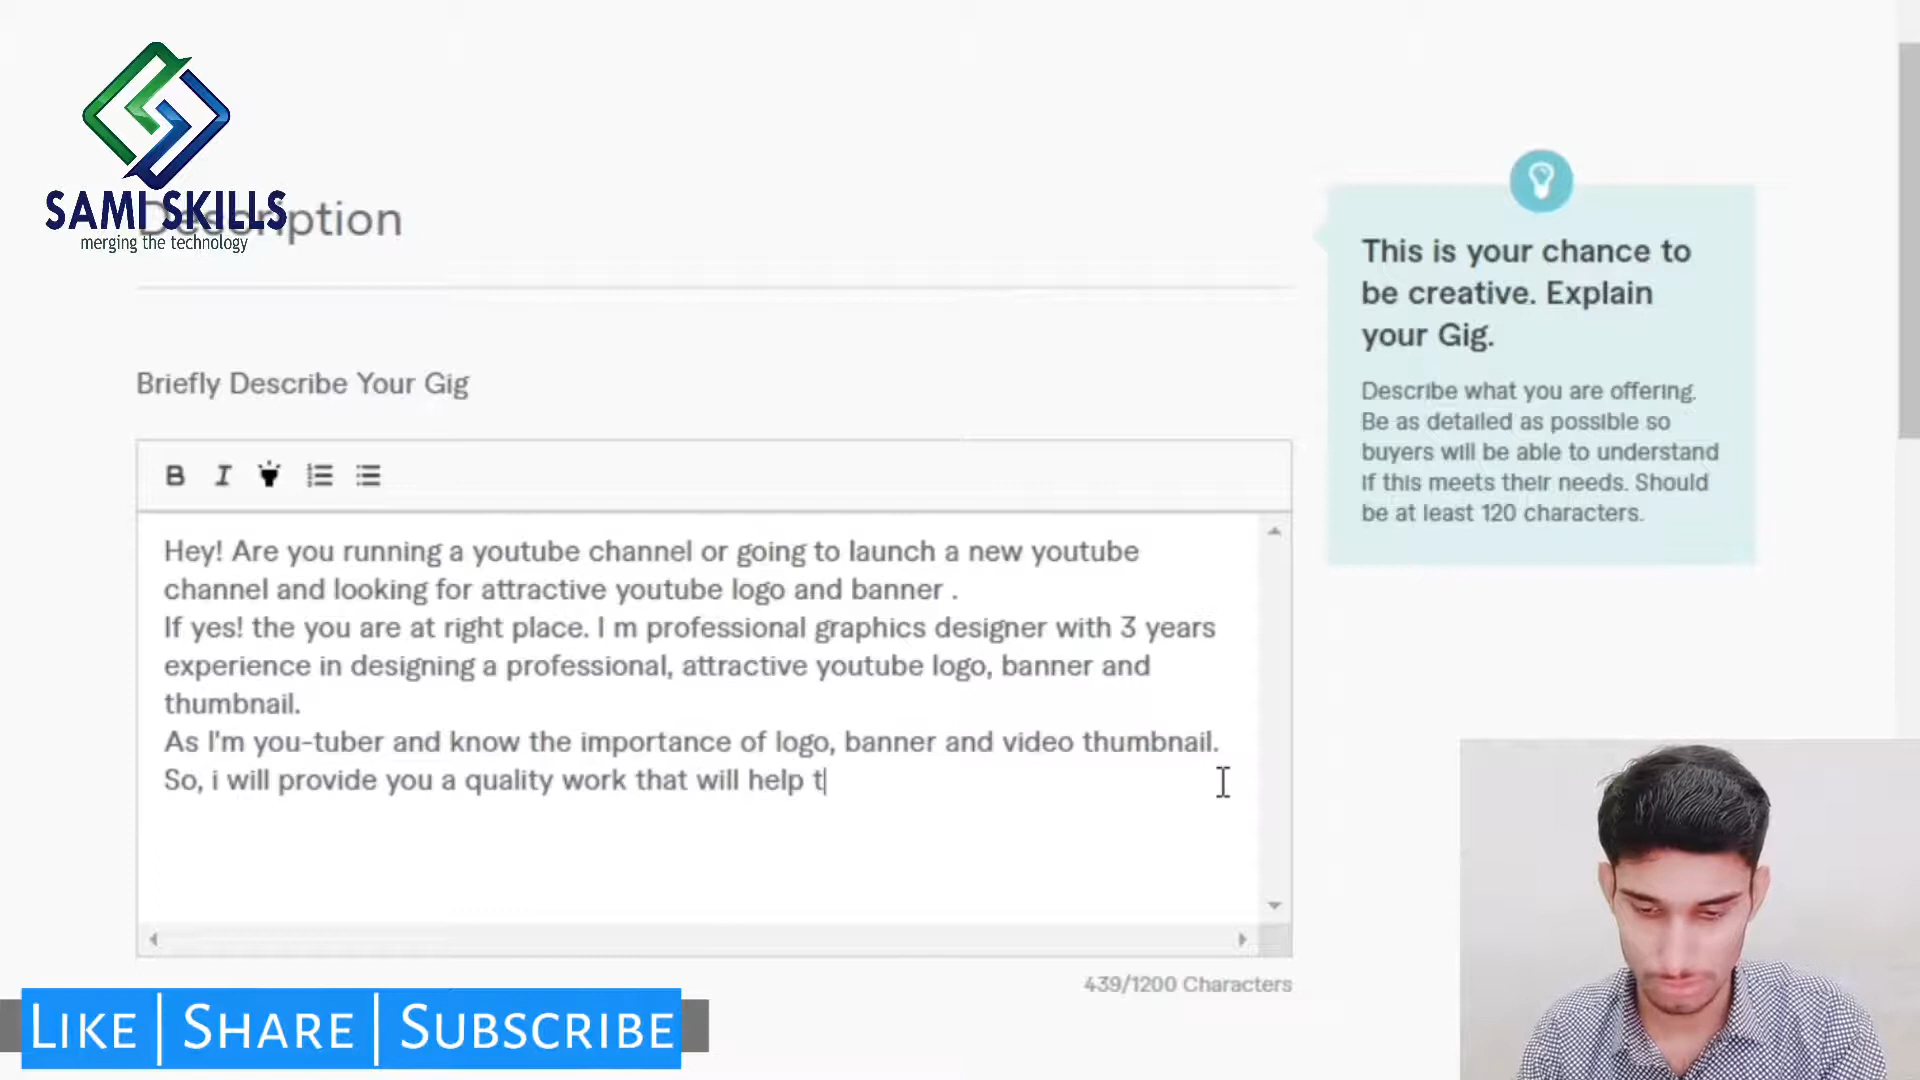 SAMI SKILLS
merging the technology
Description
Briefly Describe Your Gig
B I
Hey! Are you running a youtube channel or going to launch a new youtube
channel and looking for attractive youtube logo and banner .
If yes! the you are at right place. I m professional graphics designer with 3 years
experience in designing a professional, attractive youtube logo, banner and
thumbnail.
As I'm you-tuber and know the importance of logo, banner and video thumbnail.
So, i will provide you a quality work that will help t
439/1200 Characters
This is your chance to
be creative. Explain
your Gig.
Describe what you are offering.
Be as detailed as possible so
buyers will be able to understand
if this meets their needs. Should
be at least 120 characters.
LIKE | SHARE | SUBSCRIBE